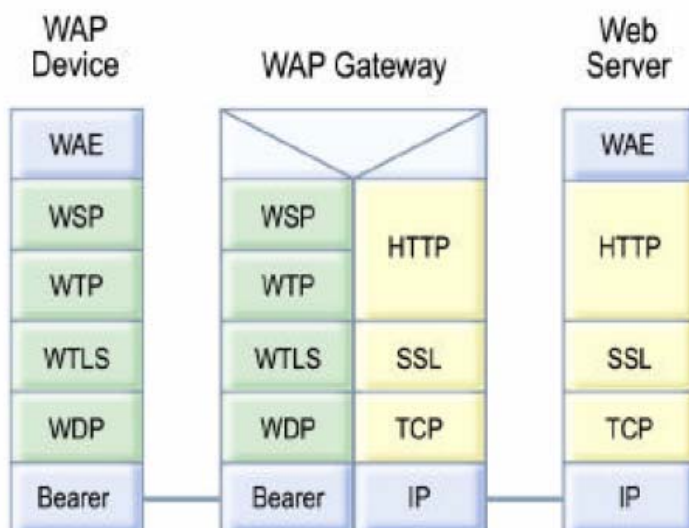 WAP Device
WAP Gateway
Web Server
WAE
WAE
WSP
WSP
HTTP
HTTP
WTP
WTP
WTLS
WTLS
SSL
SSL
WDP
WDP
TCP
TCP
Bearer
Bearer
IP
IP